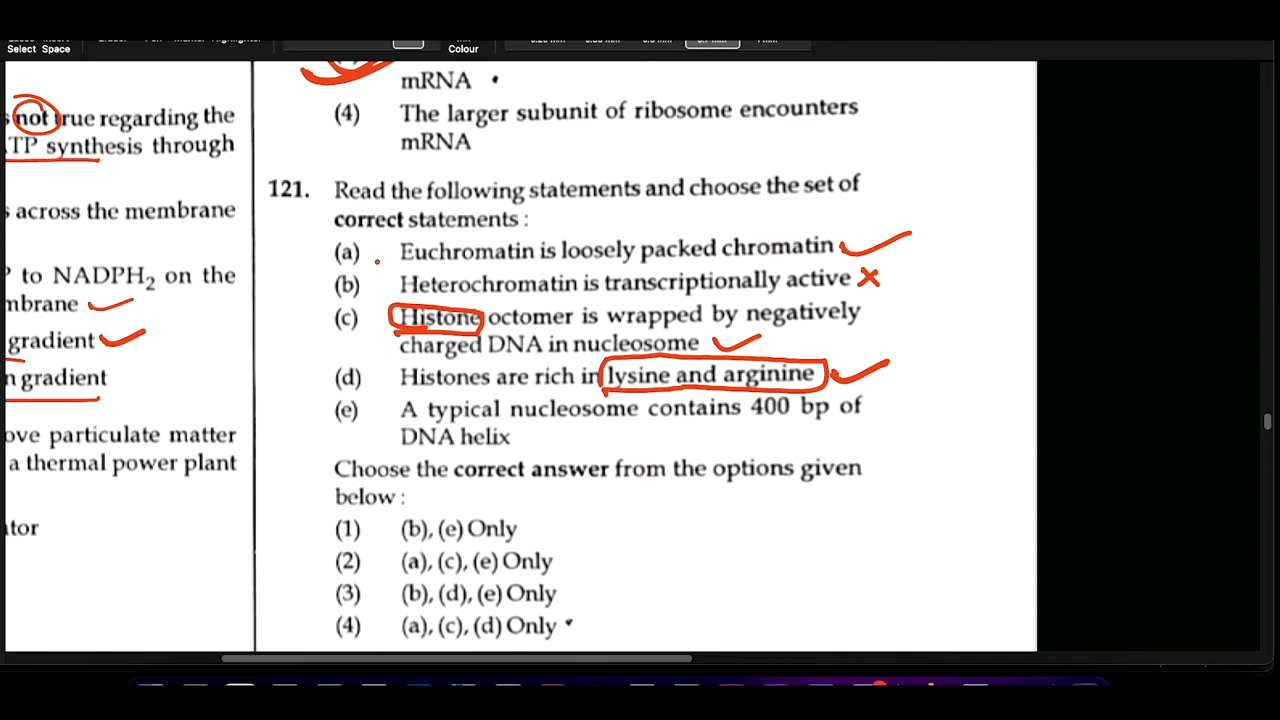 Select Space
Colour
not true regarding the
TP synthesis through
s across the membrane
P to NADPH₂ on the
mbrane
gradient
n gradient
ove particulate matter
a thermal power plant
ator
mRNA
(4) The larger subunit of ribosome encounters
mRNA
121. Read the following statements and choose the set of
correct statements :
(a) Euchromatin is loosely packed chromatin
(b) Heterochromatin is transcriptionally active
(c) Histone octomer is wrapped by negatively
charged DNA in nucleosome
(d) Histones are rich in lysine and arginine
(e) A typical nucleosome contains 400 bp of
DNA helix
Choose the correct answer from the options given
below :
(1) (b), (e) Only
(2) (a), (c), (e) Only
(3) (b), (d), (e) Only
(4) (a), (c), (d) Only